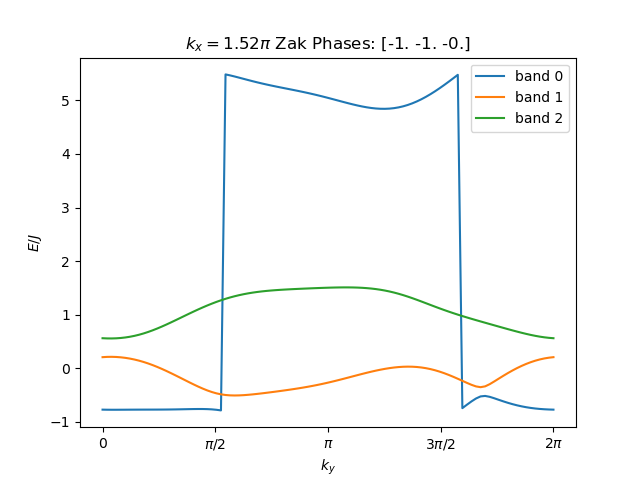 $k_x = 1.52\pi$ Zak Phases: [-1. -1. -0.]
band 0
band 1
band 2
E/J
5
4
3
2
1
0
−1
0
π/2
π
3π/2
2π
$k_y$